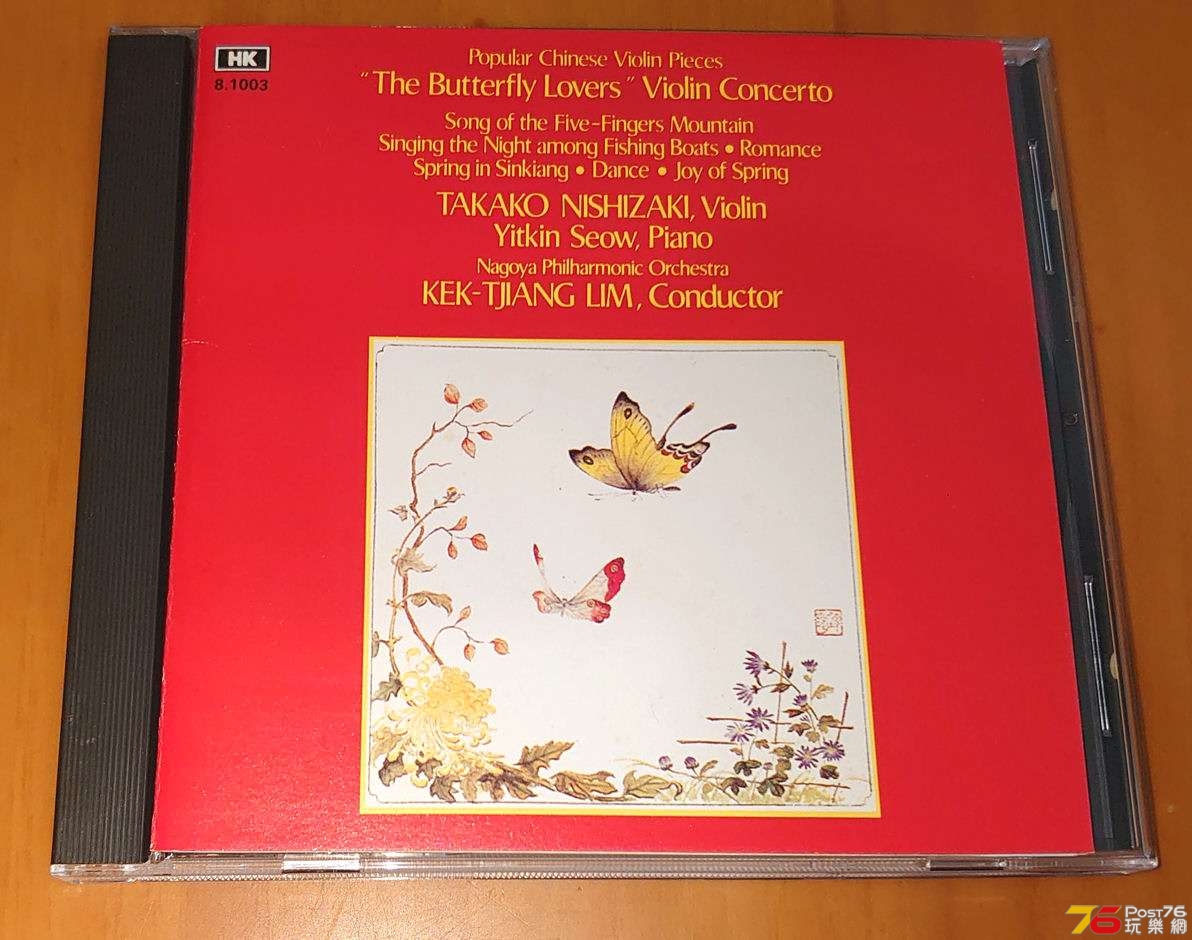 HK
8.1003
Popular Chinese Violin Pieces
"The Butterfly Lovers" Violin Concerto
Song of the Five-Fingers Mountain
Singing the Night among Fishing Boats • Romance
Spring in Sinkiang • Dance • Joy of Spring
TAKAKO NISHIZAKI, Violin
Yitkin Seow, Piano
Nagoya Philharmonic Orchestra
KEK-TJIANG LIM, Conductor
76 POST76
玩樂網